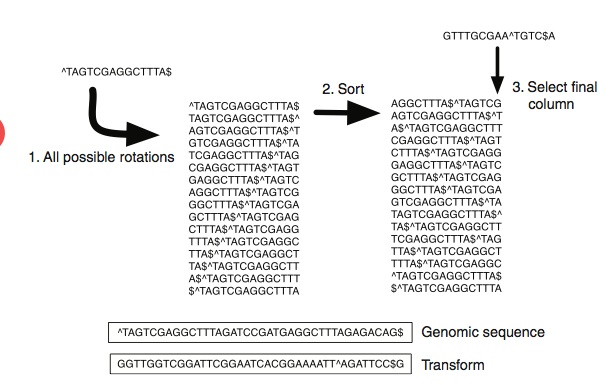 GTTTGCGAA^TGTC$A
^TAGTCGAGGCTTTA$
1. All possible rotations
^TAGTCGAGGCTTTA$
TAGTCGAGGCTTTA$^
AGTCGAGGCTTTA$^T
GTCGAGGCTTTA$^TA
TCGAGGCTTTA$^TAG
CGAGGCTTTA$^TAGT
GAGGCTTTA$^TAGTC
AGGCTTTA$^TAGTCG
GGCTTTA$^TAGTCGA
GCTTTA$^TAGTCGAG
CTTTA$^TAGTCGAGG
TTTA$^TAGTCGAGGC
TTA$^TAGTCGAGGCT
TA$^TAGTCGAGGCTT
A$^TAGTCGAGGCTTT
$^TAGTCGAGGCTTTA
2. Sort
AGGCTTTA$^TAGTCG
AGTCGAGGCTTTA$^T
A$^TAGTCGAGGCTTT
CGAGGCTTTA$^TAGT
CTTTA$^TAGTCGAGG
GAGGCTTTA$^TAGTC
GCTTTA$^TAGTCGAG
GGCTTTA$^TAGTCGA
GTCGAGGCTTTA$^TA
TAGTCGAGGCTTTA$^
TA$^TAGTCGAGGCTT
TCGAGGCTTTA$^TAG
TTA$^TAGTCGAGGCT
TTTA$^TAGTCGAGGC
^TAGTCGAGGCTTTA$
$^TAGTCGAGGCTTTA
3. Select final
column
^TAGTCGAGGCTTTAGATCCGATGAGGCTTTAGAGACAG$
Genomic sequence
GGTTGGTCGGATTCGGAATCACGGAAAATT^AGATTCC$G
Transform